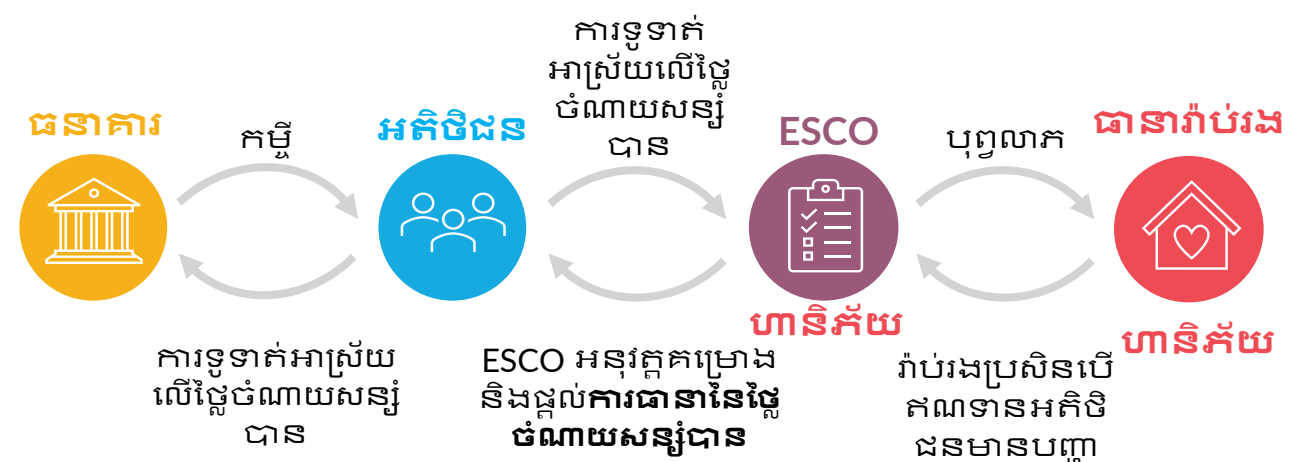 ធនាគារ
កម្ចី
អតិថិជន
ការទូទាត់
អាស្រ័យលើថ្លៃ
ចំណាយសន្សំ
បាន
ESCO
បុព្វលាភ
ធានារ៉ាប់រង
ហានិភ័យ
ហានិភ័យ
ការទូទាត់អាស្រ័យ
លើថ្លៃចំណាយសន្សំ
បាន
ESCO អនុវត្តគម្រោង
និងផ្តល់ការធានានៃថ្លៃ
ចំណាយសន្សំបាន
រ៉ាប់រងប្រសិនបើ
ឥណទានអតិថិ
ជនមានបញ្ហា